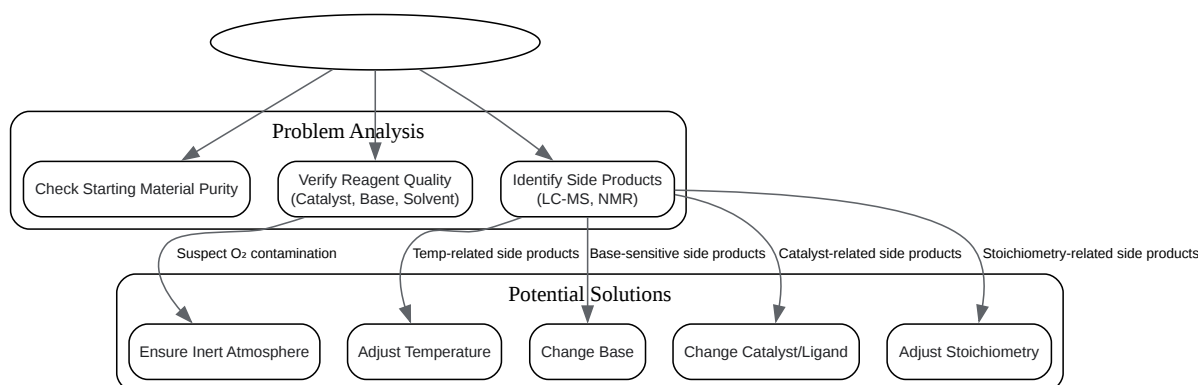 Problem Analysis
Check Starting Material Purity
Verify Reagent Quality
(Catalyst, Base, Solvent)
Identify Side Products
(LC-MS, NMR)
Suspect O₂ contamination
Temp-related side products
Base-sensitive side products
Catalyst-related side products
Stoichiometry-related side products
Potential Solutions
Ensure Inert Atmosphere
Adjust Temperature
Change Base
Change Catalyst/Ligand
Adjust Stoichiometry